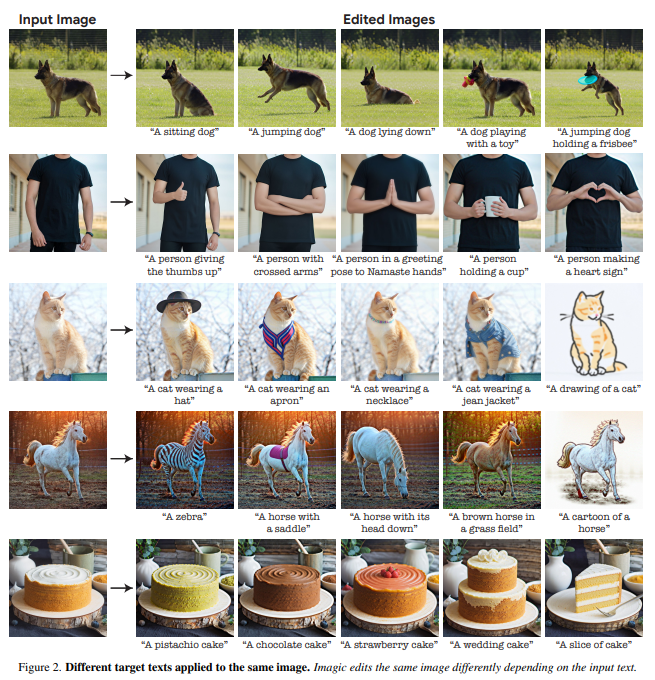 Input Image
Edited Images
“A sitting dog”
“A jumping dog”
“A dog lying down”
“A dog playing
with a toy”
“A jumping dog
holding a frisbee”
“A person giving
the thumbs up”
“A person with
crossed arms”
“A person in a greeting
pose to Namaste hands”
“A person
holding a cup”
“A person making
a heart sign”
“A cat wearing a
hat”
“A cat wearing an
apron”
“A cat wearing a
necklace”
“A cat wearing a
jean jacket”
“A drawing of a cat”
“A zebra”
“A horse with
a saddle”
“A horse with its
head down”
“A brown horse in
a grass field”
“A cartoon of a
horse”
“A pistachio cake”
“A chocolate cake”
“A strawberry cake”
“A wedding cake”
“A slice of cake”
Figure 2. Different target texts applied to the same image. Imagic edits the same image differently depending on the input text.